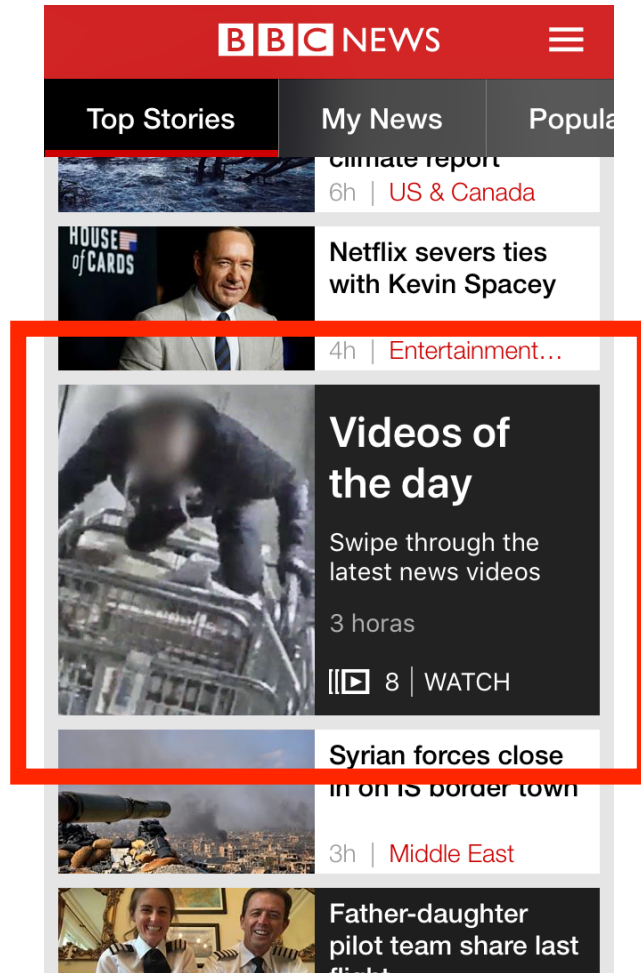 BBC NEWS
Top Stories
My News
Popula
climate report
6h | US & Canada
HOUSE
of CARDS
Netflix severs ties
with Kevin Spacey
4h | Entertainment…
Videos of
the day
Swipe through the
latest news videos
3 horas
8 | WATCH
Syrian forces close
in on IS border town
3h | Middle East
Father-daughter
pilot team share last
flight